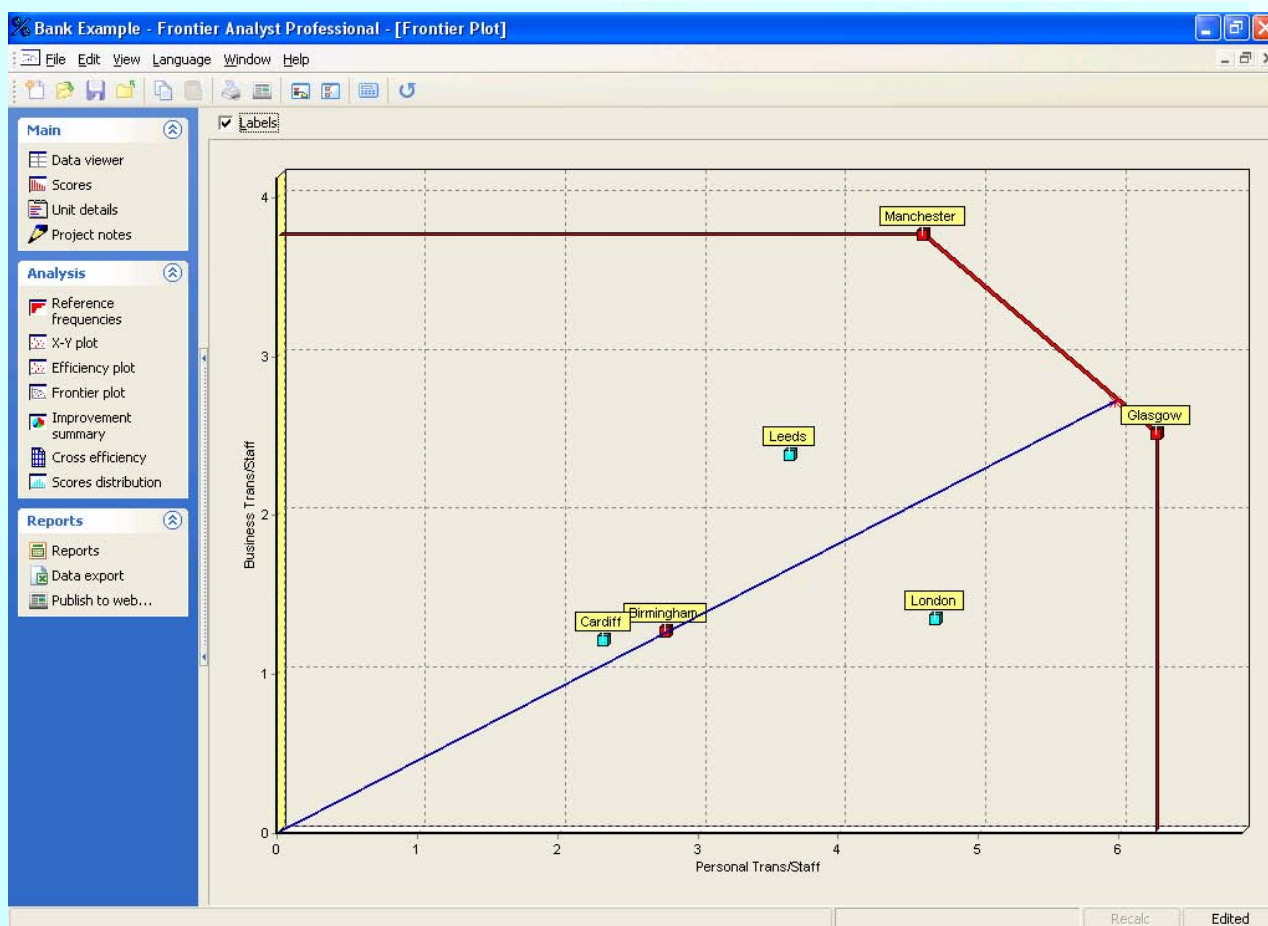 Bank Example - Frontier Analyst Professional - [Frontier Plot]
File Edit View Language Window Help
Main
Data viewer
Scores
Unit details
Project notes
Analysis
Reference
frequencies
X-Y plot
Efficiency plot
Frontier plot
Improvement
summary
Cross efficiency
Scores distribution
Reports
Reports
Data export
Publish to web...
Labels
4
3
2
1
0
Business Trans/Staff
Manchester
Glasgow
Leeds
London
Birmingham
Cardiff
0 1 2 3 4 5 6
Personal Trans/Staff
Recalc Edited